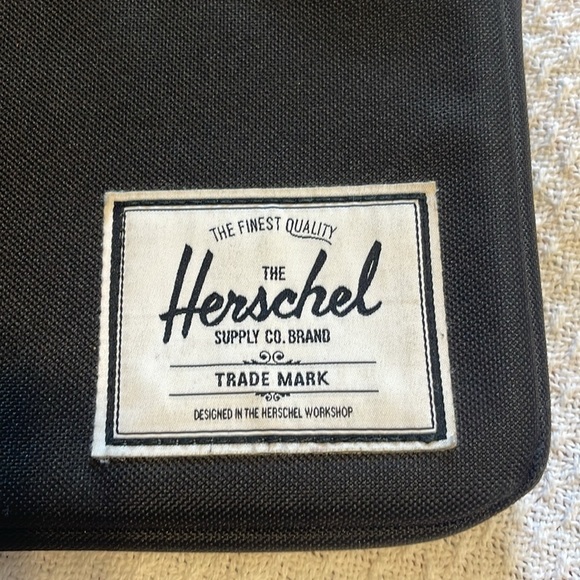 THE FINEST QUALITY
THE
Herschel
SUPPLY CO. BRAND
TRADE MARK
DESIGNED IN THE HERSCHEL WORKSHOP